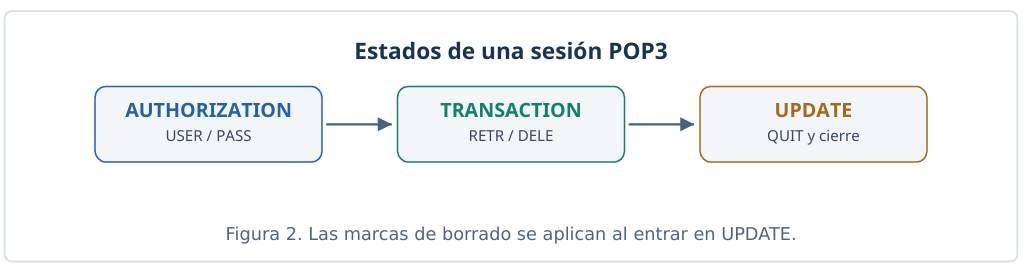 Estados de una sesión POP3
AUTHORIZATION
USER / PASS
TRANSACTION
RETR / DELE
UPDATE
QUIT y cierre
Figura 2. Las marcas de borrado se aplican al entrar en UPDATE.